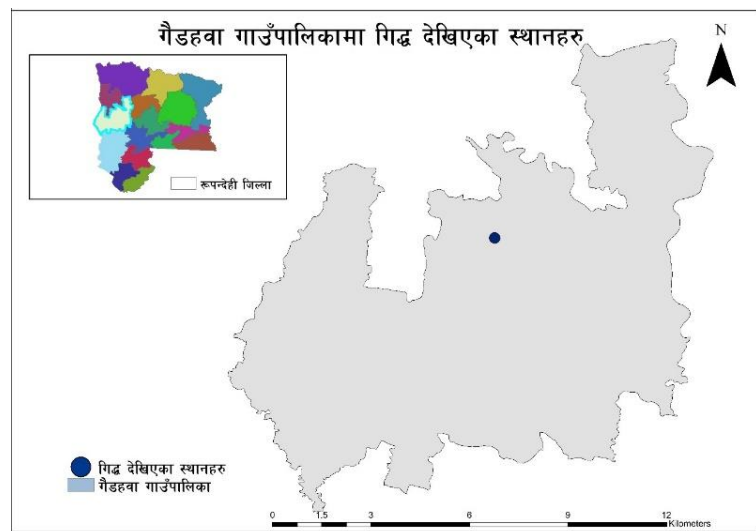 गैडहवा गाउँपालिकामा गिद्ध देखिएका स्थानहरु
N
रूपन्देही जिल्ला
गिद्ध देखिएका स्थानहरु
गैडहवा गाउँपालिका
0 1.5 3 6 9 12
Kilometers